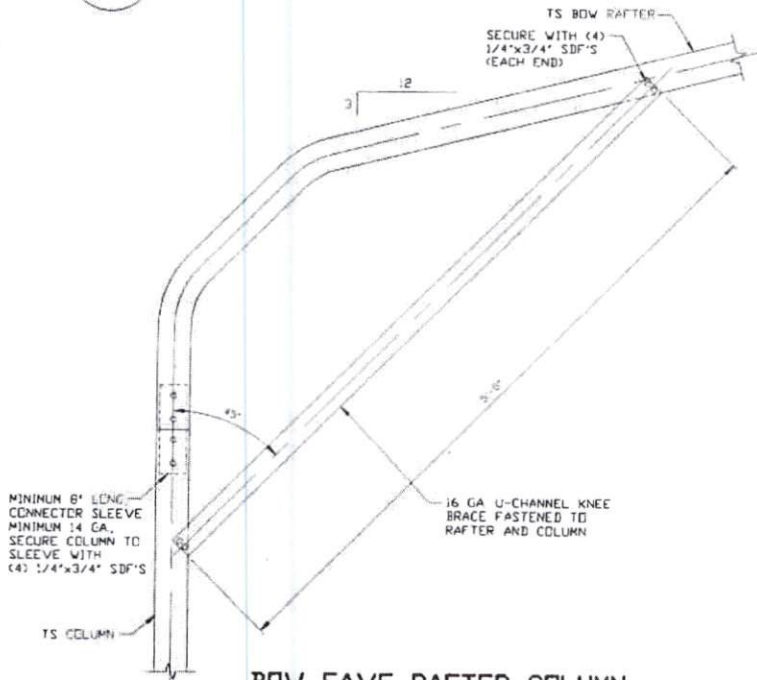 TS BOW RAFTER
SECURE WITH (4)
1/4"x3/4" SDF'S
(EACH END)
12
3
45°
MINIMUM 6" LONG
CONNECTOR SLEEVE
MINIMUM 14 GA.,
SECURE COLUMN TO
SLEEVE WITH
(4) 1/4"x3/4" SDF'S
16 GA U-CHANNEL KNEE
BRACE FASTENED TO
RAFTER AND COLUMN
TS COLUMN
BOW EAVE RAFTER COLUMN